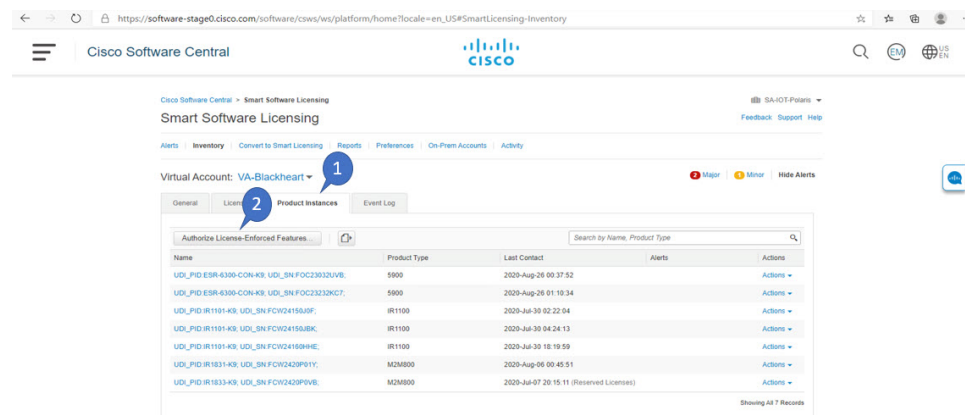 https://software-stage0.cisco.com/software/csws/ws/platform/home?locale=en_US#SmartLicensing-Inventory
Cisco Software Central
CISCO
EM
US
EN
Cisco Software Central > Smart Software Licensing
SA-IOT-Polaris
Smart Software Licensing
Feedback Support Help
Alerts Inventory Convert to Smart Licensing Reports Preferences On-Prem Accounts Activity
1
Virtual Account: VA-Blackheart
2 Major 1 Minor Hide Alerts
General Licen 2 Product Instances Event Log
Authorize License-Enforced Features...
Search by Name, Product Type
Name Product Type Last Contact Alerts Actions
UDI_PID:ESR-6300-CON-K9; UDI_SN:FOC23032UVB; 5900 2020-Aug-26 00:37:52 Actions
UDI_PID:ESR-6300-CON-K9; UDI_SN:FOC23232KC7; 5900 2020-Aug-26 01:10:34 Actions
UDI_PID:IR1101-K9; UDI_SN:FCW24150J0F; IR1100 2020-Jul-30 02:22:04 Actions
UDI_PID:IR1101-K9; UDI_SN:FCW24150JBK; IR1100 2020-Jul-30 04:24:13 Actions
UDI_PID:IR1101-K9; UDI_SN:FCW24160HHE; IR1100 2020-Jul-30 18:19:59 Actions
UDI_PID:IR1831-K9; UDI_SN:FCW2420P01Y; M2M800 2020-Aug-06 00:45:51 Actions
UDI_PID:IR1833-K9; UDI_SN:FCW2420P0VB; M2M800 2020-Jul-07 20:15:11 (Reserved Licenses) Actions
Showing All 7 Records